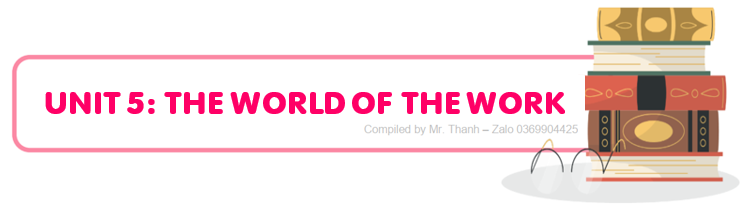 UNIT 5: THE WORLD OF THE WORK
Compiled by Mr. Thanh – Zalo 0369904425